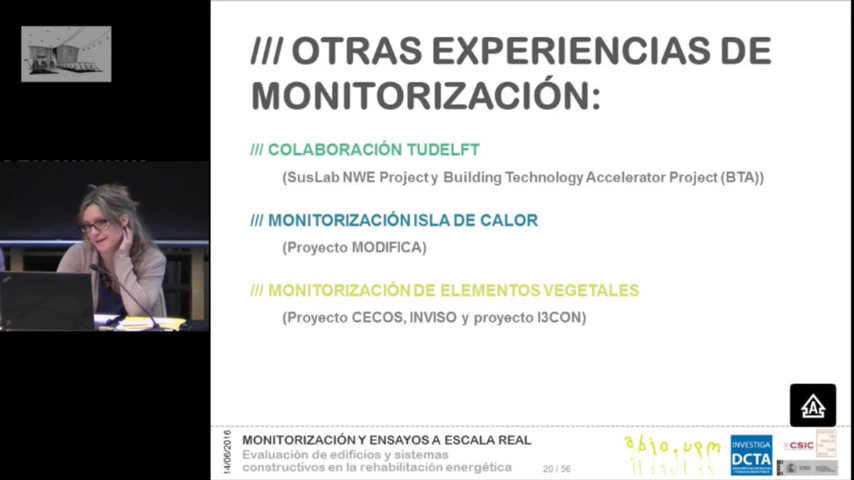 /// OTRAS EXPERIENCIAS DE
MONITORIZACIÓN:
/// COLABORACIÓN TUDELFT
(SusLab NWE Project y Building Technology Accelerator Project (BTA))
/// MONITORIZACIÓN ISLA DE CALOR
(Proyecto MODIFICA)
/// MONITORIZACIÓN DE ELEMENTOS VEGETALES
(Proyecto CECOS, INVISO y proyecto I3CON)
14/06/2016
MONITORIZACIÓN Y ENSAYOS A ESCALA REAL
Evaluación de edificios y sistemas
constructivos en la rehabilitación energética
20 / 56
abio.upm
INVESTIGA
DCTA
CSIC